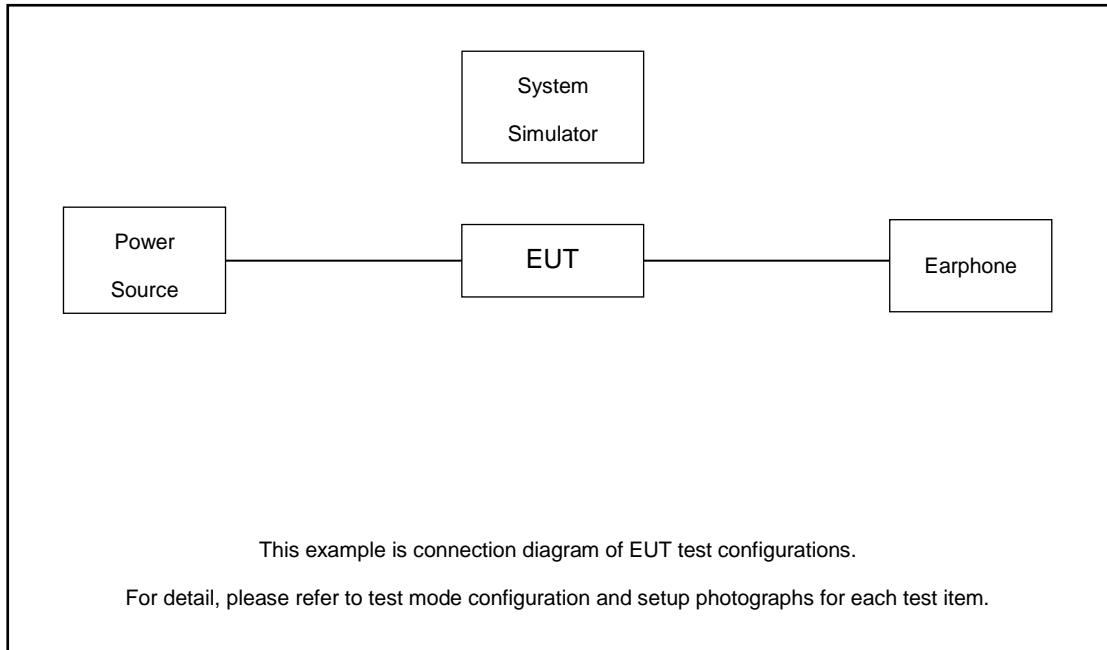 System
Simulator
Power
Source
EUT
Earphone
This example is connection diagram of EUT test configurations.
For detail, please refer to test mode configuration and setup photographs for each test item.